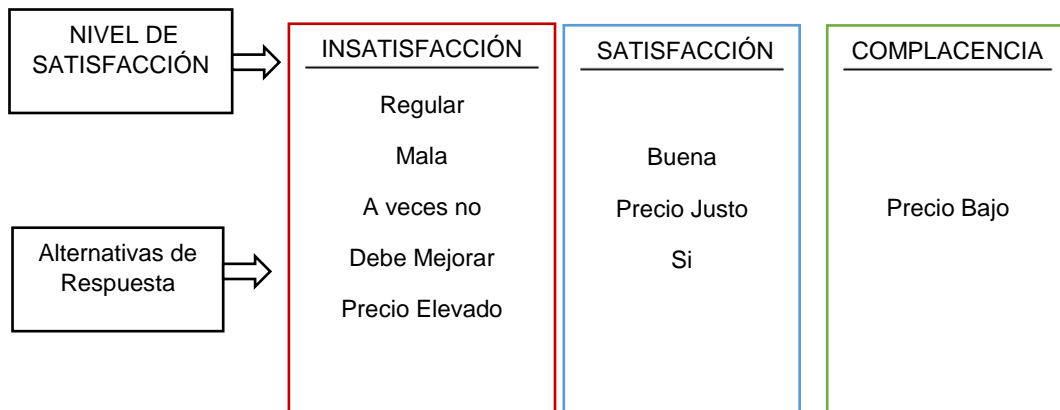 NIVEL DE
SATISFACCIÓN
INSATISFACCIÓN
SATISFACCIÓN
COMPLACENCIA
Alternativas de
Respuesta
Regular
Mala
A veces no
Debe Mejorar
Precio Elevado
Buena
Precio Justo
Si
Precio Bajo